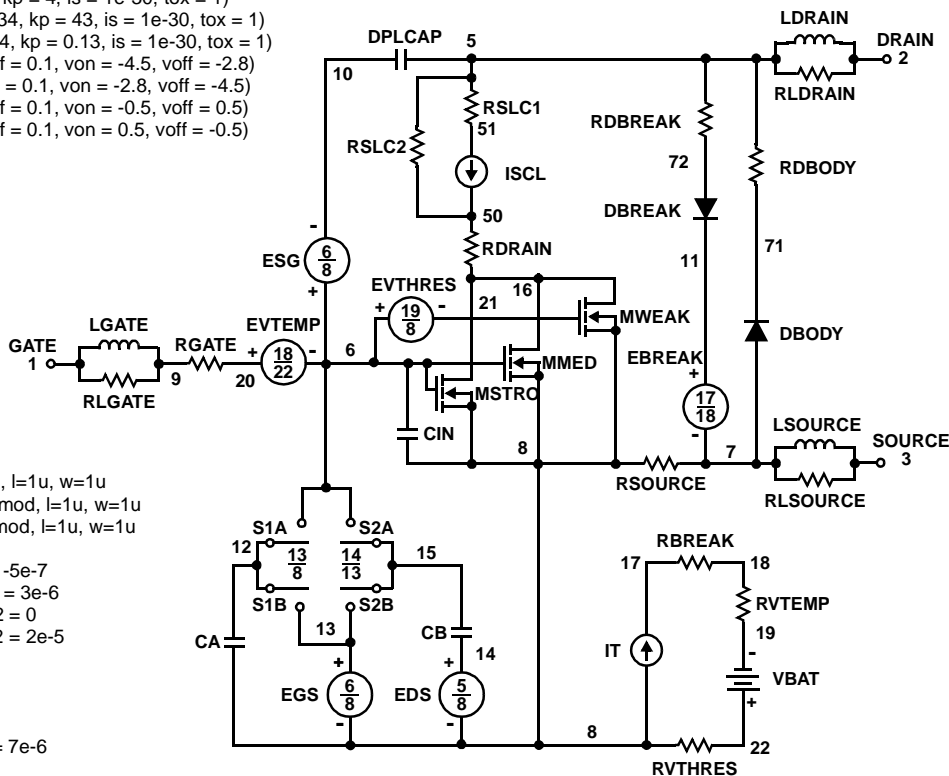 = 4, is = 1e-30, tox = 1)
34, kp = 43, is = 1e-30, tox = 1)
4, kp = 0.13, is = 1e-30, tox = 1)
ff = 0.1, von = -4.5, voff = -2.8)
= 0.1, von = -2.8, voff = -4.5)
ff = 0.1, von = -0.5, voff = 0.5)
ff = 0.1, von = 0.5, voff = -0.5)
LDRAIN
DPLCAP 5 DRAIN
10 2
RLDRAIN
RSLC1
51
RDBREAK
RSLC2
72
RDBODY
ISCL
DBREAK
50
- RDRAIN
ESG 6/8
11 71
+ EVTHRES 16
+ 19/8 - 21
MWEAK
LGATE EVTEMP
DBODY
GATE RGATE + 18/22 - 6
1
MMED
EBREAK +
9 20
MSTRO
17/18
RLGATE
LSOURCE
CIN
- SOURCE
8 7 3
RSOURCE
RLSOURCE
, l=1u, w=1u
mod, l=1u, w=1u
mod, l=1u, w=1u
S1A S2A
12 13/8 14/13 15
RBREAK
17 18
-5e-7
= 3e-6
2 = 0
2 = 2e-5
S1B S2B
RVTEMP
13
CB
19
CA
IT
14
-
+ +
VBAT
EGS 6/8 EDS 5/8
+
- -
8
22
= 7e-6
RVTHRES